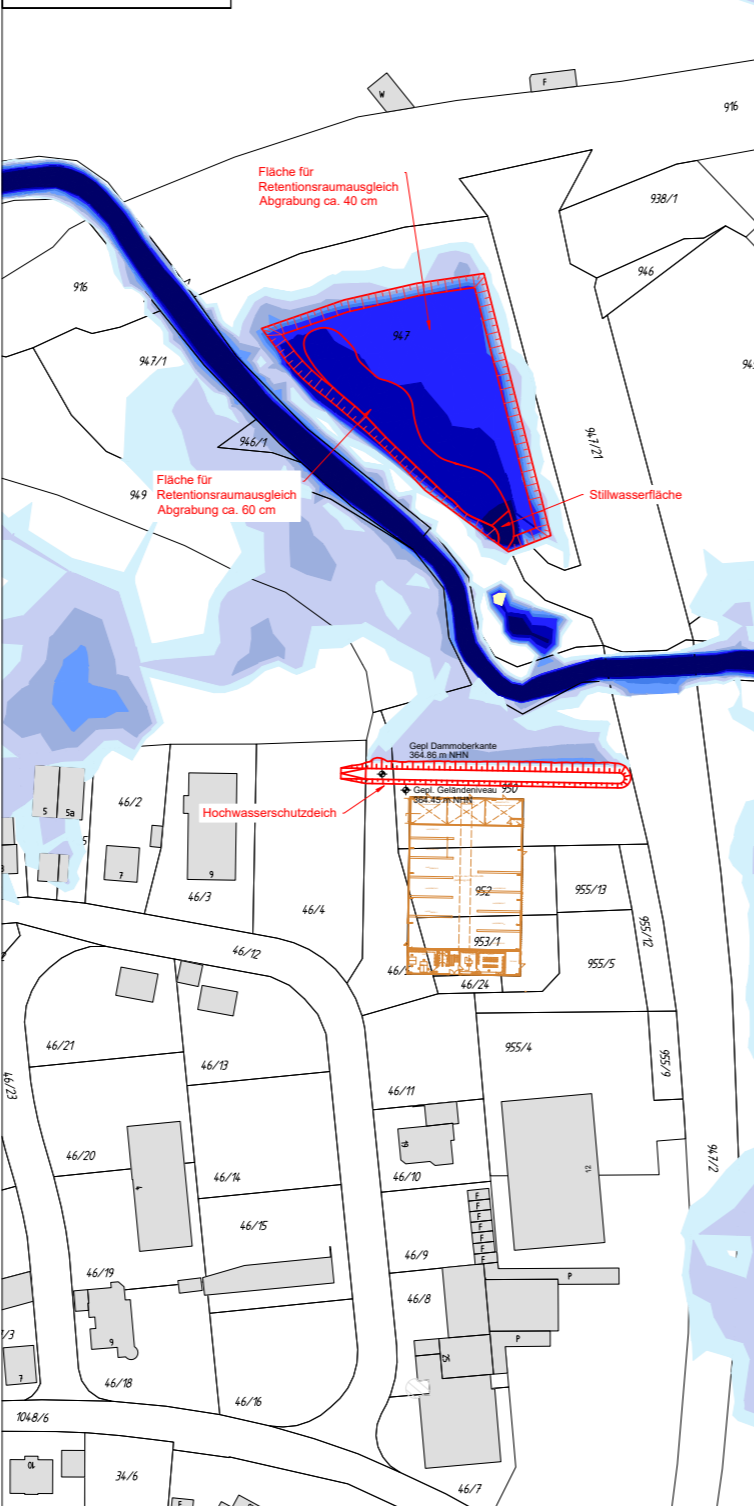 W
F
916
Fläche für
Retentionsraumausgleich
Abgrabung ca. 40 cm
938/1
946
916
947
947/1
947/21
946/1
949
Fläche für
Retentionsraumausgleich
Abgrabung ca. 60 cm
Stillwasserfläche
Gepl Dammoberkante
364.86 m NHN
Gepl. Geländeniveau
364.45 m NHN
950
Hochwasserschutzdeich
5
5a
5
46/2
7
9
46/3
46/4
952
955/13
953/1
955/12
955/5
46/12
46/24
46/21
46/13
46/23
955/4
955/9
46/11
46/20
46/14
46/10
12
947/2
46/15
46/9
F
F
F
F
F
F
F
P
46/19
46/8
9
P
7
46/18
46/16
1048/6
34/6
46/7
F